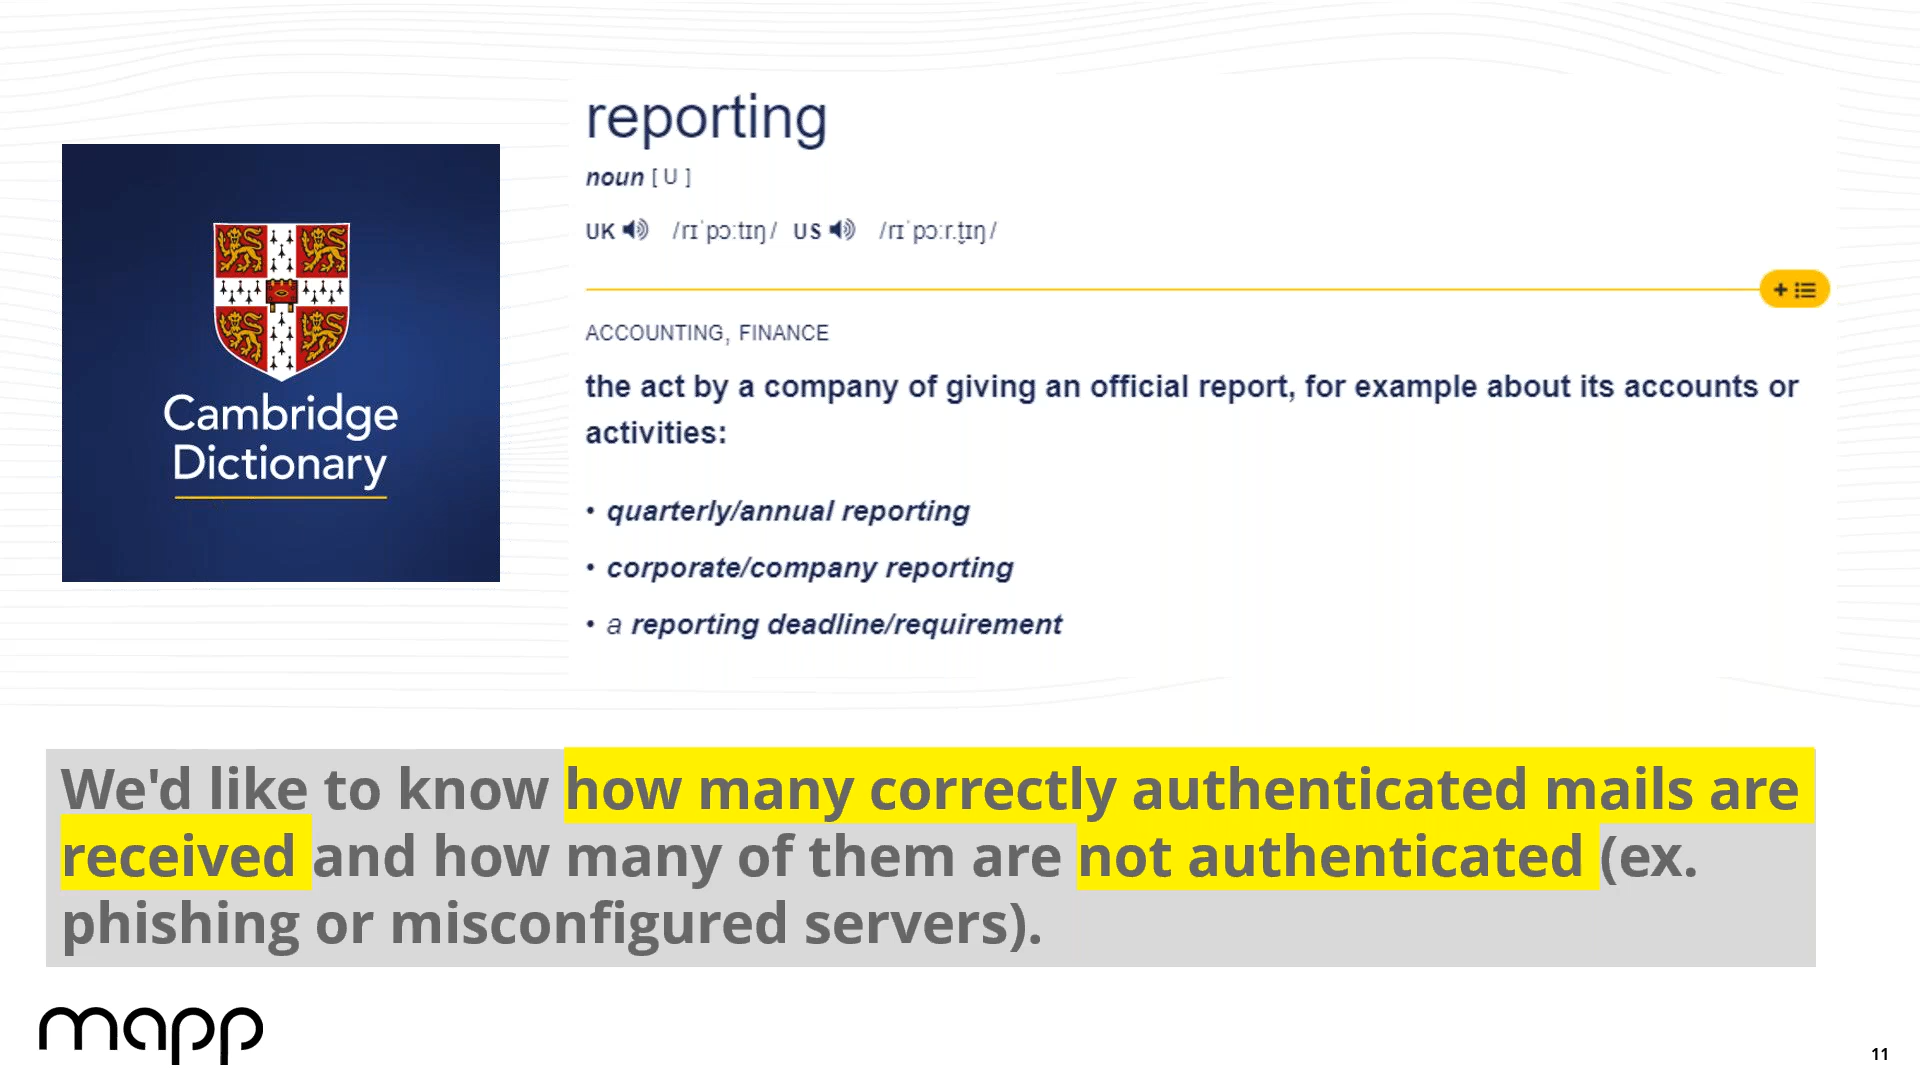 reporting
noun [ U ]
UK /rɪˈpɔːtɪŋ/ US /rɪˈpɔːr.t̬ɪŋ/
ACCOUNTING, FINANCE
the act by a company of giving an official report, for example about its accounts or
activities:
• quarterly/annual reporting
• corporate/company reporting
• a reporting deadline/requirement
Cambridge
Dictionary
We'd like to know how many correctly authenticated mails are
received and how many of them are not authenticated (ex.
phishing or misconfigured servers).
mapp
11